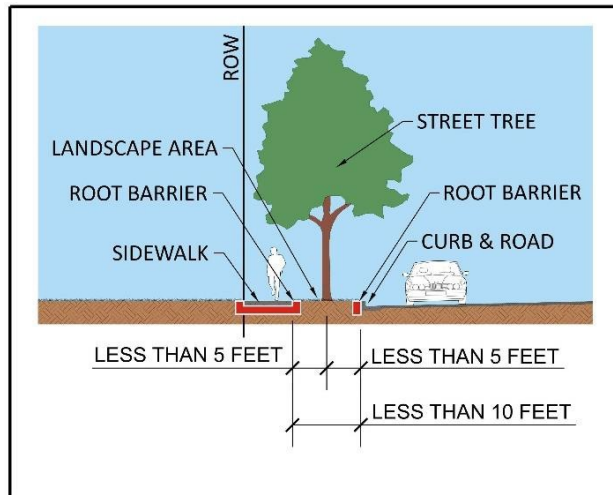 ROW
STREET TREE
LANDSCAPE AREA
ROOT BARRIER
ROOT BARRIER
SIDEWALK
CURB & ROAD
LESS THAN 5 FEET
LESS THAN 5 FEET
LESS THAN 10 FEET